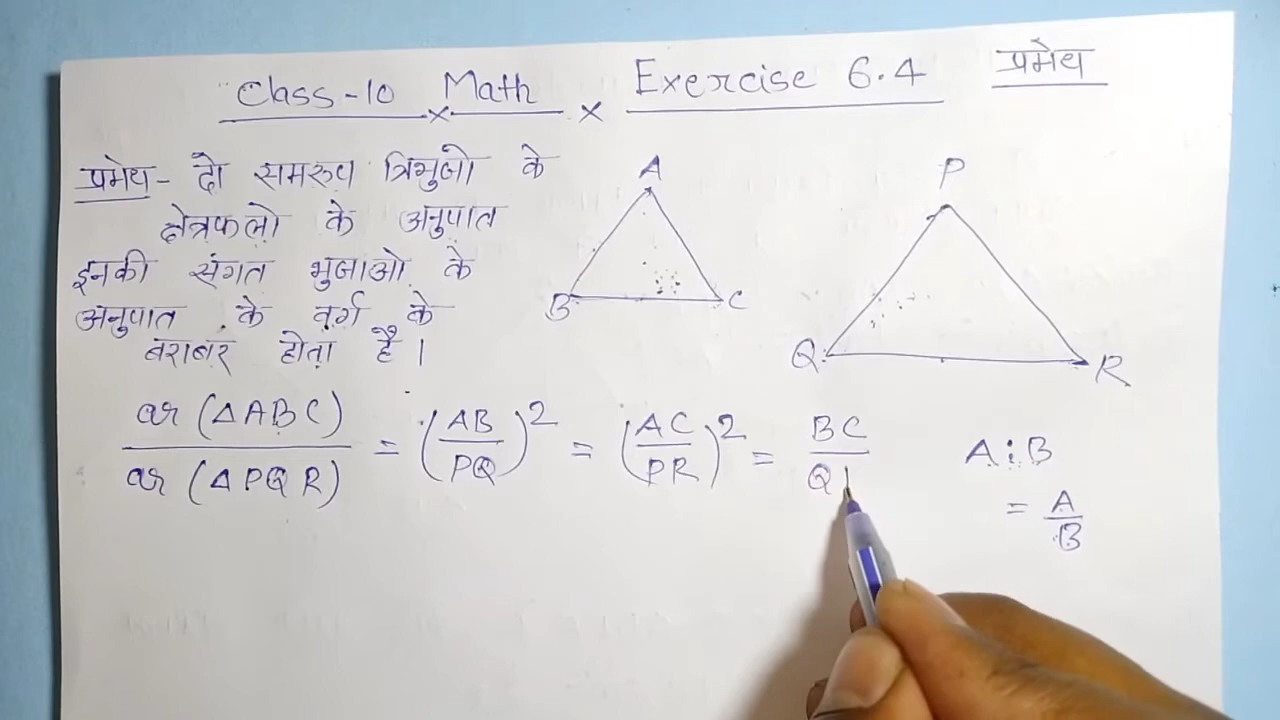 Class-10 Math Exercise 6.4 प्रमेय
प्रमेय- दो समरूप त्रिभुजो के
क्षेत्रफलो के अनुपात
इनकी संगत भुजाओ के
अनुपात के वर्ग के
बराबर होता है।
A
B C
P
Q R
ar (△ABC) / ar (△PQR) = (AB/PQ)² = (AC/PR)² = BC/Q
A : B
= A/B